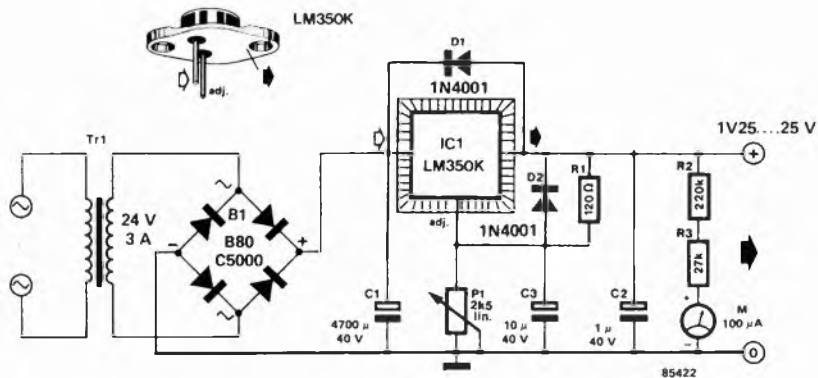 LM350K
adj.
D1
1N4001
Tr1
24 V
3 A
~
B1
B80
C5000
~
−
+
IC1
LM350K
adj.
D2
1N4001
R1
120Ω
1V25....25 V
+
R2
220k
R3
27k
C1
4700 µ
40 V
P1
2k5
lin.
C3
10 µ
40 V
C2
1 µ
40 V
+
M
100 µA
−
0
85422